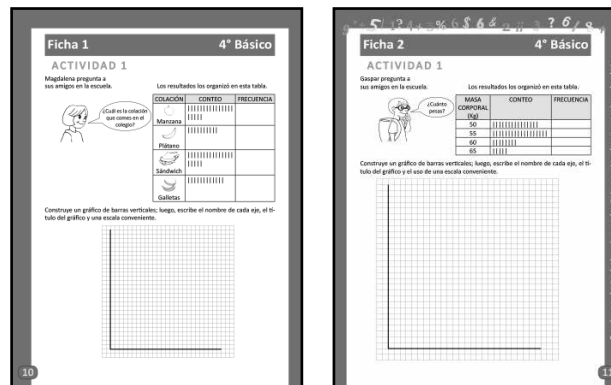 Ficha 1 4° Básico
ACTIVIDAD 1
Magdalena pregunta a
sus amigos en la escuela.
Los resultados los organizó en esta tabla.
¿Cuál es la colación
que comes en el
colegio?
COLACIÓN CONTEO FRECUENCIA
Manzana
Plátano
Sándwich
Galletas
Construye un gráfico de barras verticales; luego, escribe el nombre de cada eje, el tí-
tulo del gráfico y una escala conveniente.
10
Ficha 2 4° Básico
ACTIVIDAD 1
Gaspar pregunta a
sus amigos en la escuela.
Los resultados los organizó en esta tabla.
¿Cuánto
pesas?
MASA
CORPORAL
(Kg)
CONTEO FRECUENCIA
50
55
60
65
Construye un gráfico de barras verticales; luego, escribe el nombre de cada eje, el tí-
tulo del gráfico y el uso de una escala conveniente.
11